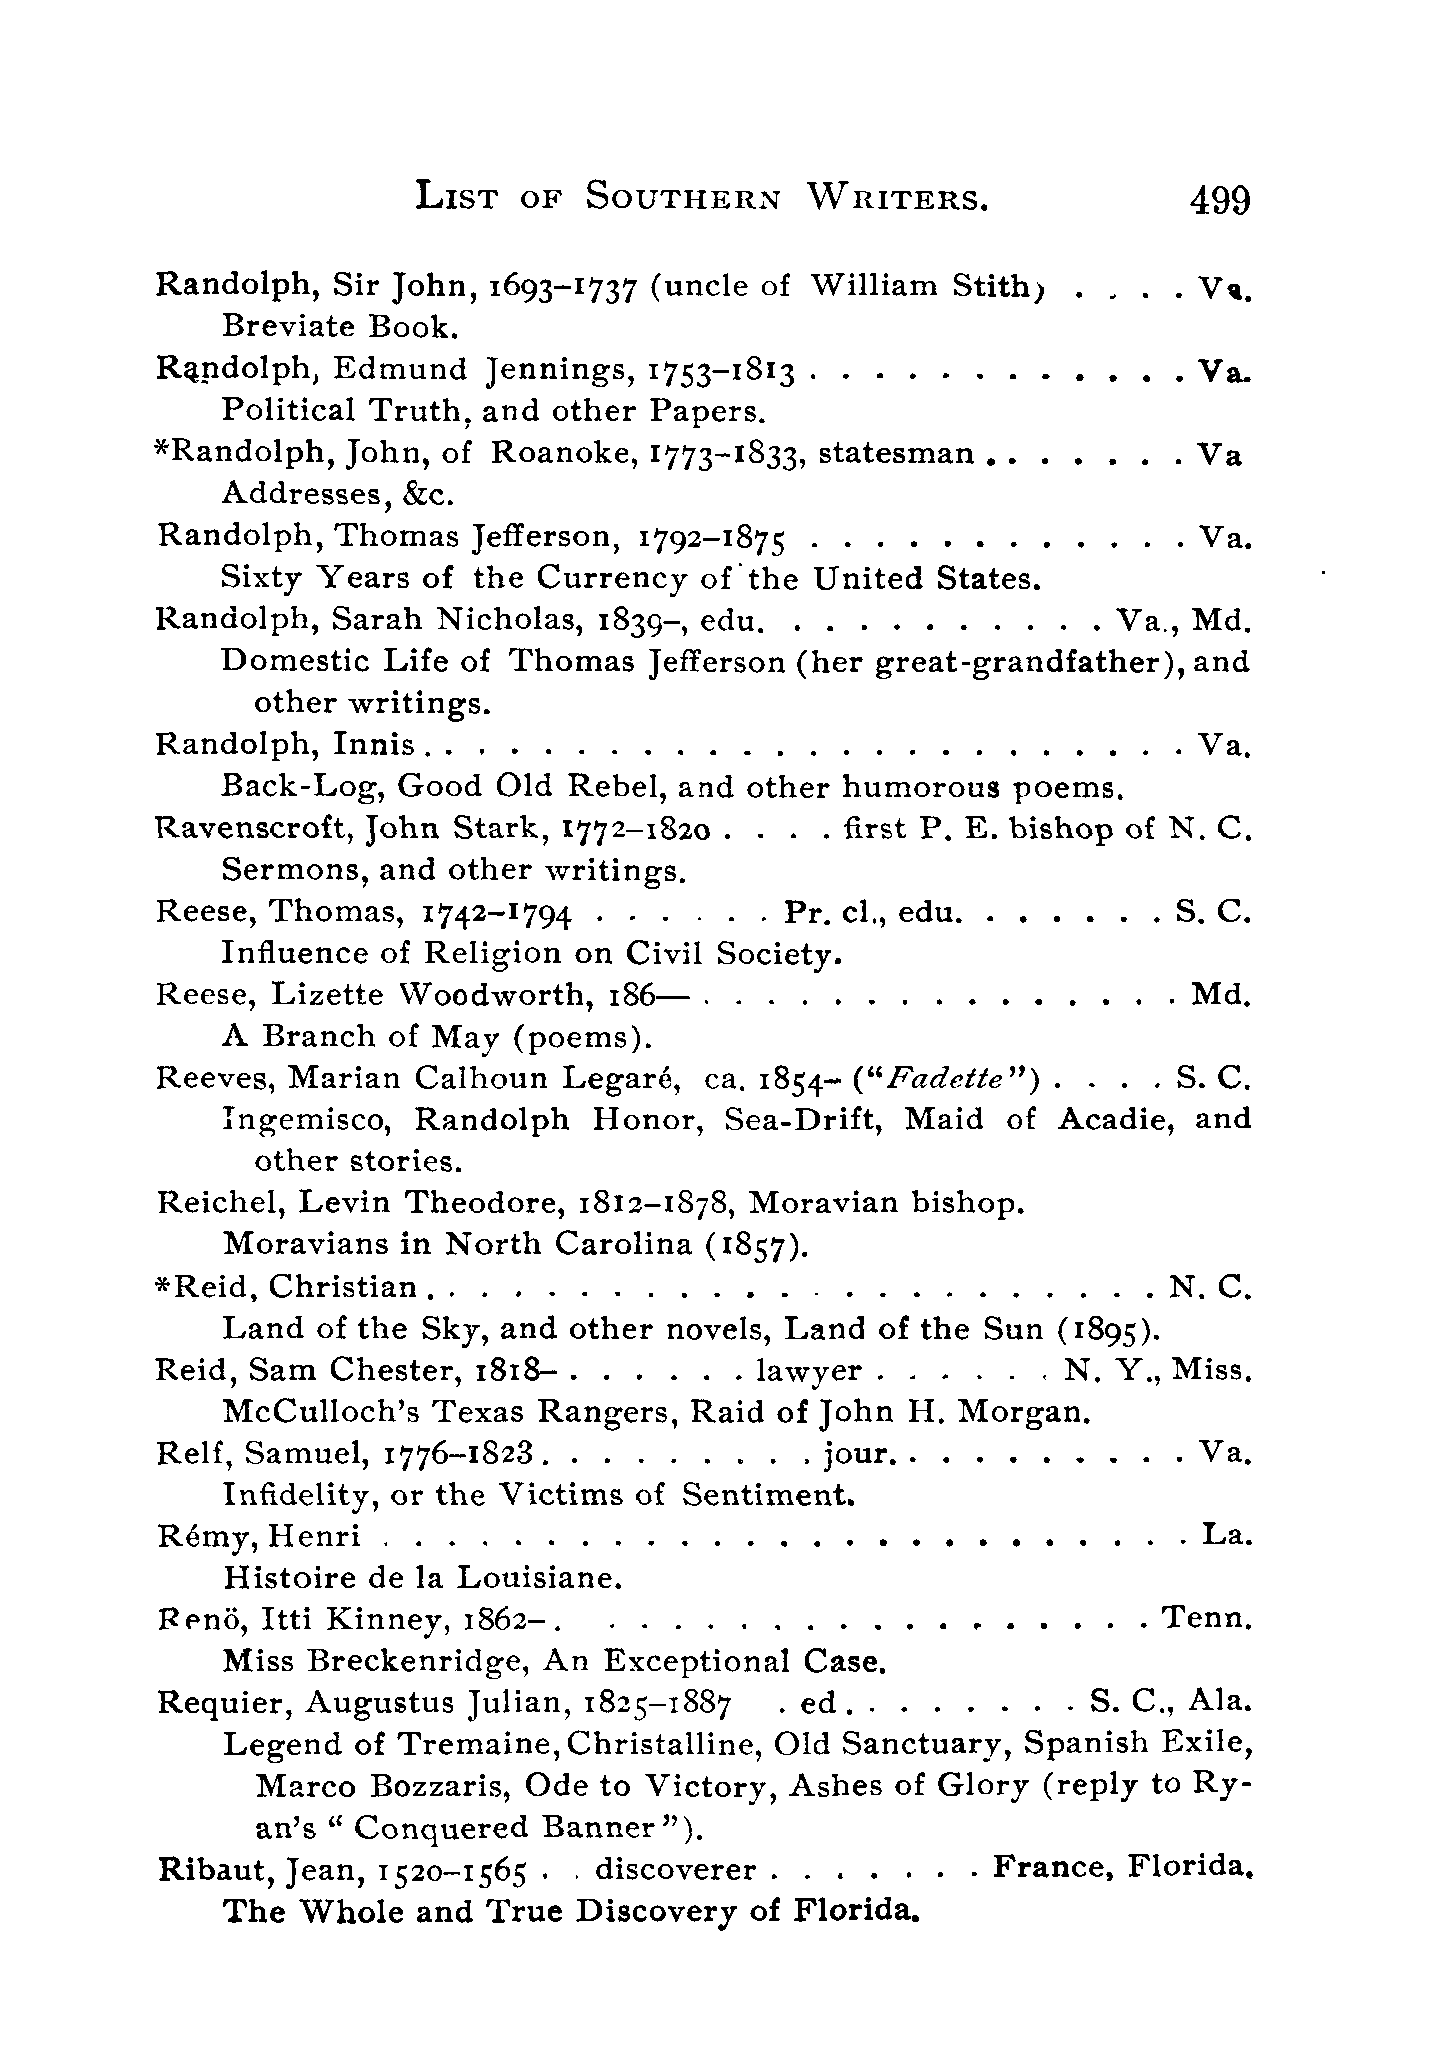 LIST OF SOUTHERN WRITERS. 499
Randolph, Sir John, 1693–1737 (uncle of William Stith) . . . . Va.
Breviate Book.
Randolph, Edmund Jennings, 1753–1813 . . . . . . . . . . . . Va.
Political Truth, and other Papers.
*Randolph, John, of Roanoke, 1773–1833, statesman . . . . . . . Va
Addresses, &c.
Randolph, Thomas Jefferson, 1792–1875 . . . . . . . . . . . . Va.
Sixty Years of the Currency of the United States.
Randolph, Sarah Nicholas, 1839–, edu. . . . . . . . . . . Va., Md.
Domestic Life of Thomas Jefferson (her great-grandfather), and
other writings.
Randolph, Innis . . . . . . . . . . . . . . . . . . . . . . . . Va.
Back-Log, Good Old Rebel, and other humorous poems.
Ravenscroft, John Stark, 1772–1820 . . . . first P. E. bishop of N. C.
Sermons, and other writings.
Reese, Thomas, 1742–1794 . . . . . . Pr. cl., edu. . . . . . . S. C.
Influence of Religion on Civil Society.
Reese, Lizette Woodworth, 186— . . . . . . . . . . . . . . . Md.
A Branch of May (poems).
Reeves, Marian Calhoun Legaré, ca. 1854– ("Fadette") . . . . S. C.
Ingemisco, Randolph Honor, Sea-Drift, Maid of Acadie, and
other stories.
Reichel, Levin Theodore, 1812–1878, Moravian bishop.
Moravians in North Carolina (1857).
*Reid, Christian . . . . . . . . . . . . . . . . . . . . . . . N. C.
Land of the Sky, and other novels, Land of the Sun (1895).
Reid, Sam Chester, 1818– . . . . . . lawyer . . . . . . N. Y., Miss.
McCulloch's Texas Rangers, Raid of John H. Morgan.
Relf, Samuel, 1776–1823 . . . . . . . . . jour. . . . . . . . . . Va.
Infidelity, or the Victims of Sentiment.
Rémy, Henri . . . . . . . . . . . . . . . . . . . . . . . . . La.
Histoire de la Louisiane.
Renö, Itti Kinney, 1862– . . . . . . . . . . . . . . . . . . Tenn.
Miss Breckenridge, An Exceptional Case.
Requier, Augustus Julian, 1825–1887 . ed. . . . . . . . S. C., Ala.
Legend of Tremaine, Christalline, Old Sanctuary, Spanish Exile,
Marco Bozzaris, Ode to Victory, Ashes of Glory (reply to Ry-
an's "Conquered Banner").
Ribaut, Jean, 1520–1565 . . discoverer . . . . . . . France, Florida.
The Whole and True Discovery of Florida.